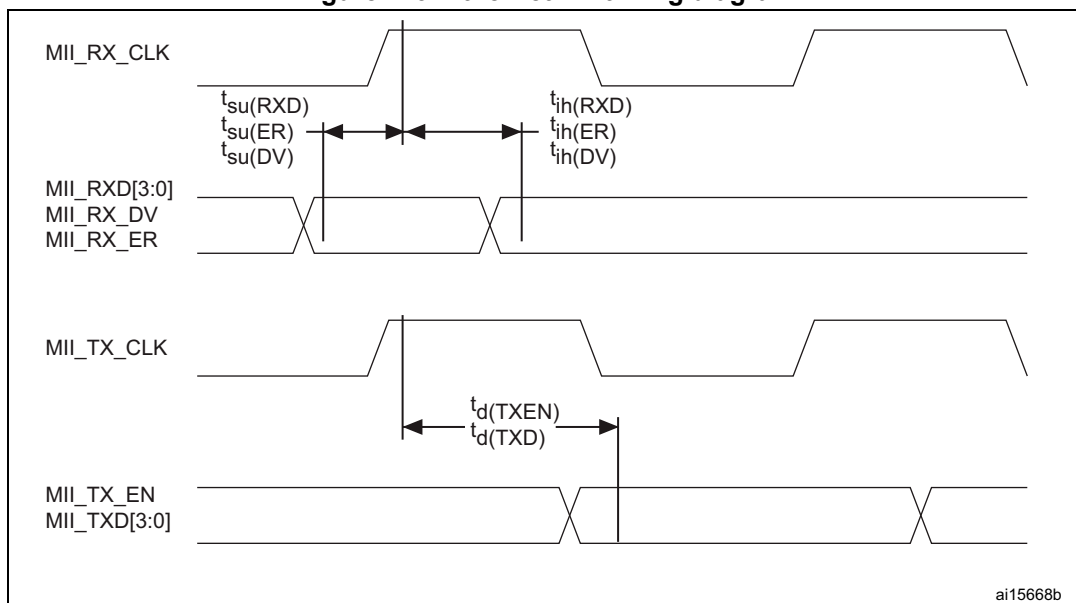 MII_RX_CLK
tsu(RXD)
tsu(ER)
tsu(DV)
tih(RXD)
tih(ER)
tih(DV)
MII_RXD[3:0]
MII_RX_DV
MII_RX_ER
MII_TX_CLK
td(TXEN)
td(TXD)
MII_TX_EN
MII_TXD[3:0]
ai15668b